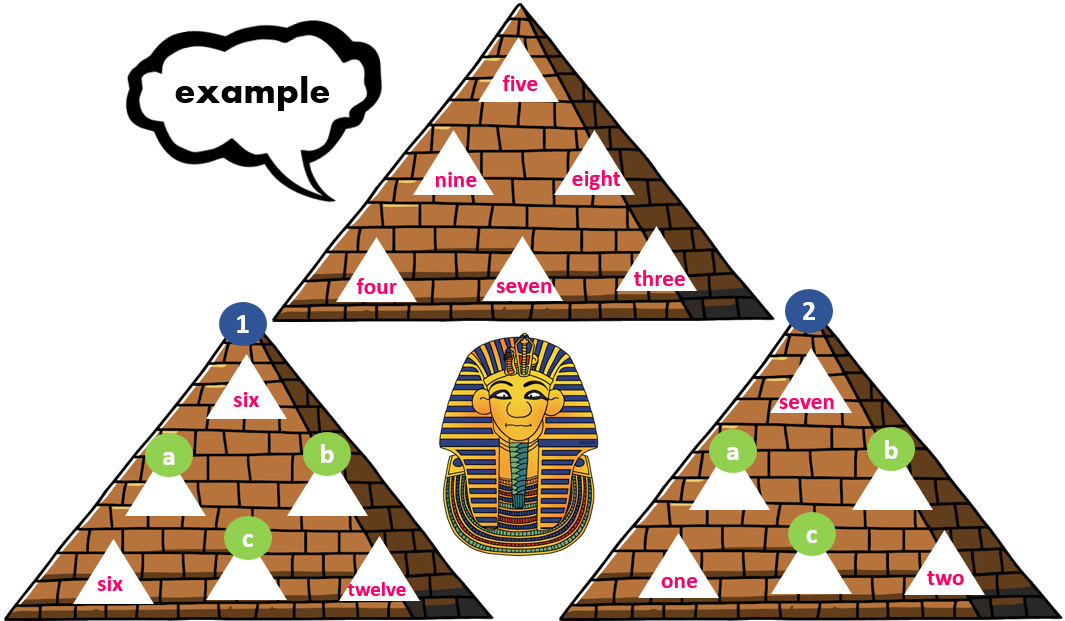 example
five
nine eight
four seven three
1
six
a b
c
six twelve
2
seven
a b
c
one two